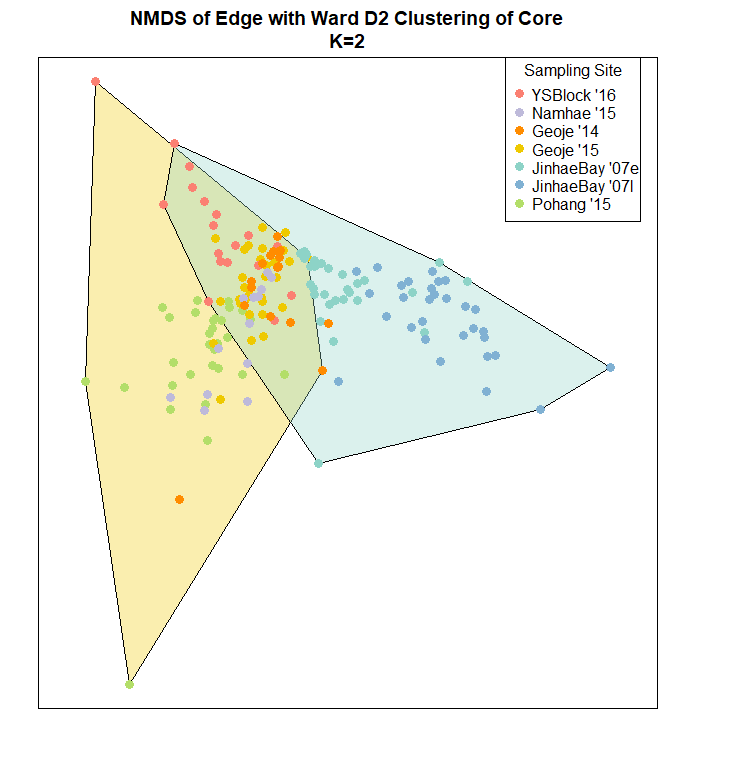 NMDS of Edge with Ward D2 Clustering of Core
K=2
Sampling Site
YSBlock '16
Namhae '15
Geoje '14
Geoje '15
JinhaeBay '07e
JinhaeBay '07l
Pohang '15